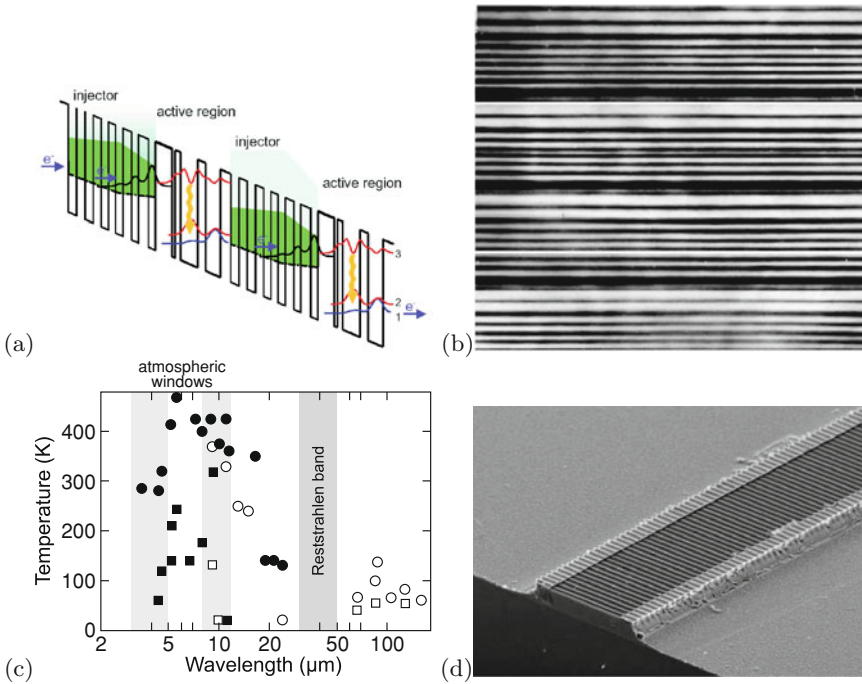 injector
active region
injector
active region
e⁻
e⁻
e⁻
3
2
1
e⁻
(a)
(b)
atmospheric
windows
Temperature (K)
400
300
200
100
0
Reststrahlen band
2
5
10
20
50
100
Wavelength (µm)
(c)
(d)